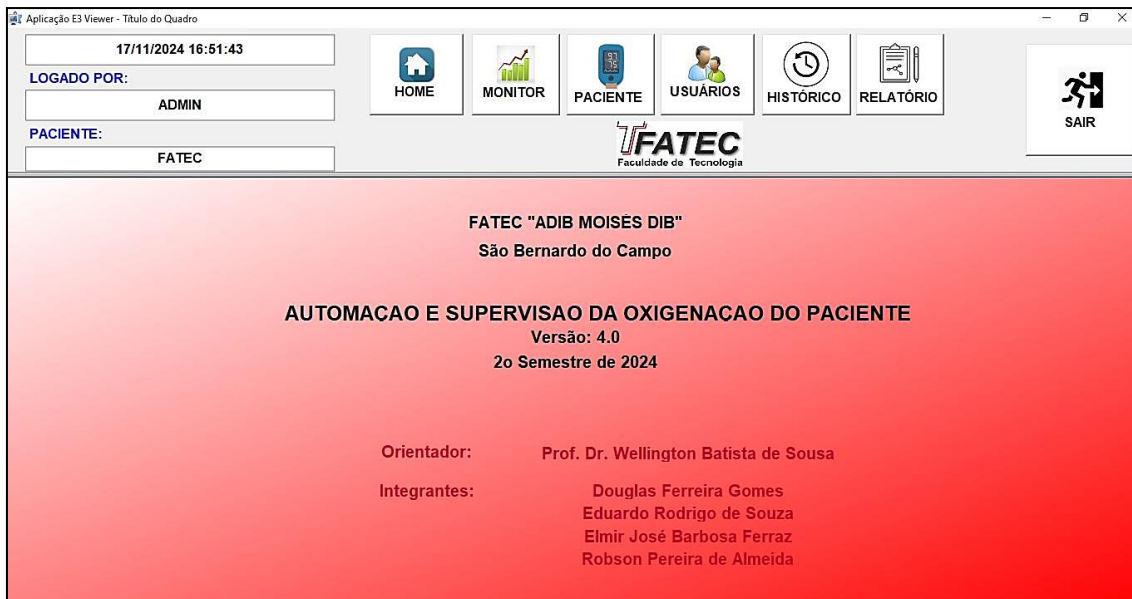 Aplicação E3 Viewer - Título do Quadro
17/11/2024 16:51:43
LOGADO POR:
ADMIN
PACIENTE:
FATEC
HOME
MONITOR
PACIENTE
USUÁRIOS
HISTÓRICO
RELATÓRIO
SAIR
FATEC
Faculdade de Tecnologia
FATEC "ADIB MOISÉS DIB"
São Bernardo do Campo
AUTOMAÇAO E SUPERVISAO DA OXIGENAÇAO DO PACIENTE
Versão: 4.0
2o Semestre de 2024
Orientador: Prof. Dr. Wellington Batista de Sousa
Integrantes: Douglas Ferreira Gomes
Eduardo Rodrigo de Souza
Elmir José Barbosa Ferraz
Robson Pereira de Almeida